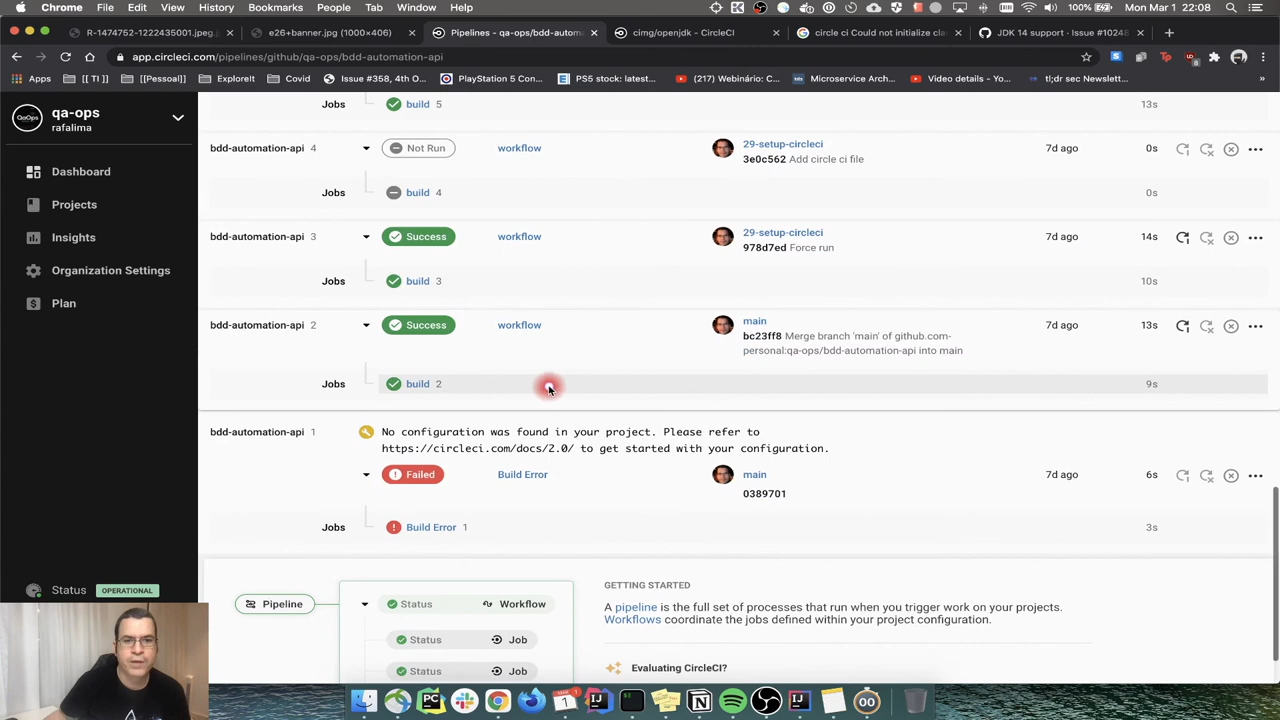 Chrome File Edit View History Bookmarks People Tab Window Help 100% Mon Mar 1 22:08
R-1474752-1222435001.jpeg. e26+banner.jpg (1000×406) Pipelines - qa-ops/bdd-autom cimg/openjdk - CircleCI circle ci Could not initialize cla JDK 14 support · Issue #10248
app.circleci.com/pipelines/github/qa-ops/bdd-automation-api
Apps [[ TI ]] [[Pessoal]] ExploreIt Covid Issue #358, 4th O... PlayStation 5 Con... PS5 stock: latest... (217) Webinário: C... Microservice Arch... Video details - Yo... tl;dr sec Newslett... »
qa-ops
rafalima
Dashboard
Projects
Insights
Organization Settings
Plan
Status OPERATIONAL
Jobs build 5 13s
bdd-automation-api 4 Not Run workflow 29-setup-circleci 7d ago 0s
3e0c562 Add circle ci file
Jobs build 4 0s
bdd-automation-api 3 Success workflow 29-setup-circleci 7d ago 14s
978d7ed Force run
Jobs build 3 10s
bdd-automation-api 2 Success workflow main 7d ago 13s
bc23ff8 Merge branch 'main' of github.com-
personal:qa-ops/bdd-automation-api into main
Jobs build 2 9s
bdd-automation-api 1 No configuration was found in your project. Please refer to
https://circleci.com/docs/2.0/ to get started with your configuration.
Failed Build Error main 7d ago 6s
0389701
Jobs Build Error 1 3s
Pipeline Status Workflow
Status Job
Status Job
GETTING STARTED
A pipeline is the full set of processes that run when you trigger work on your projects.
Workflows coordinate the jobs defined within your project configuration.
Evaluating CircleCI?